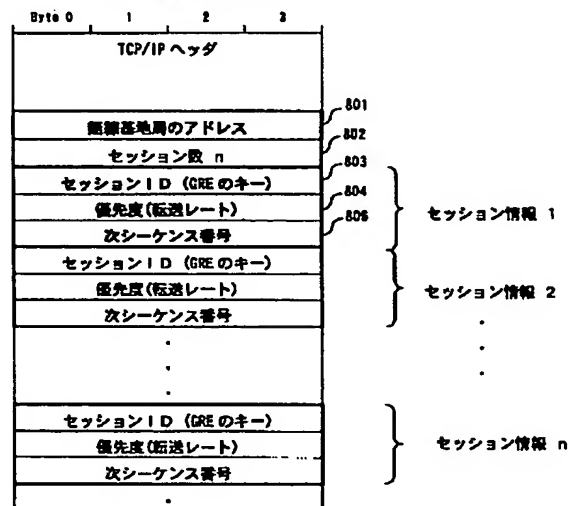 Byte 0 1 2 3
TCP/IP ヘッダ
801
無線基地局のアドレス
802
セッション数 n
803
セッションID (GREのキー)
804
優先度(転送レート)
805
次シーケンス番号
セッション情報 1
セッションID (GREのキー)
優先度(転送レート)
次シーケンス番号
セッション情報 2
セッションID (GREのキー)
優先度(転送レート)
次シーケンス番号
セッション情報 n